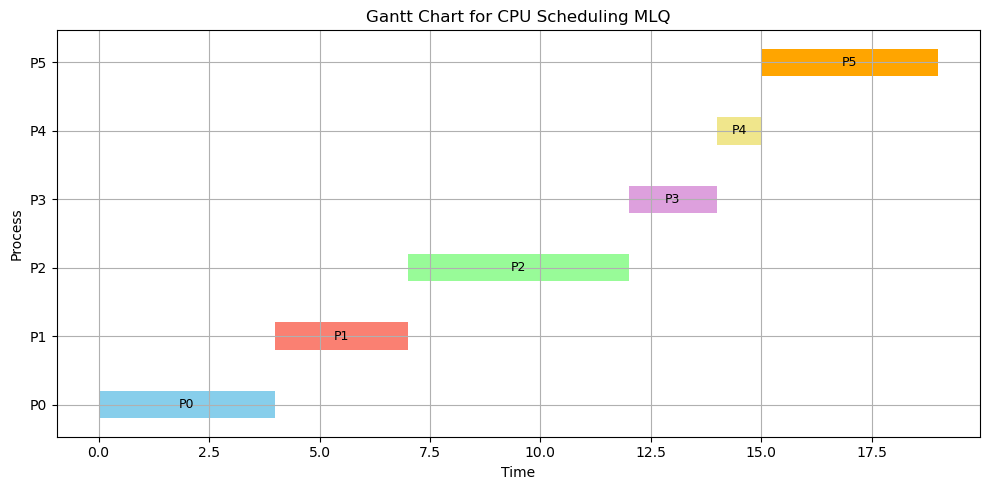 Gantt Chart for CPU Scheduling MLQ
P5
P5
P4
P4
P3
P3
P2
P2
P1
P1
P0
P0
Process
0.0 2.5 5.0 7.5 10.0 12.5 15.0 17.5
Time